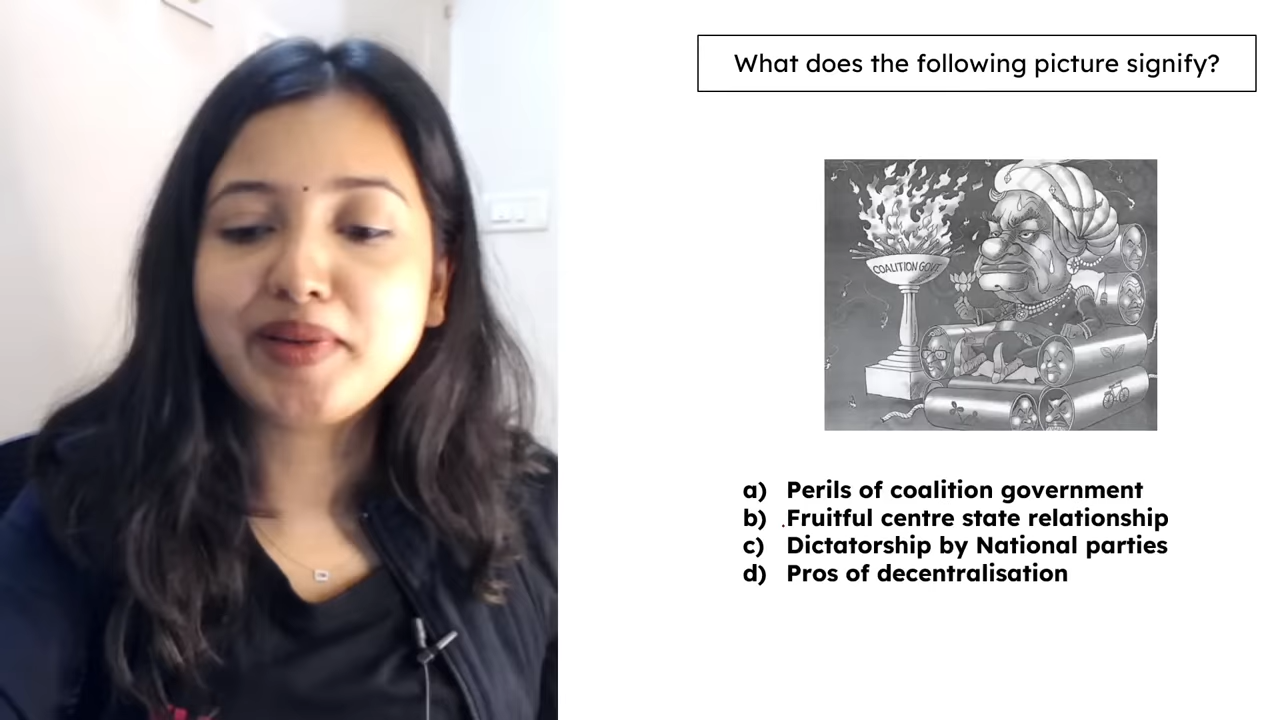 What does the following picture signify?
COALITION GOVT
a) Perils of coalition government
b) .Fruitful centre state relationship
c) Dictatorship by National parties
d) Pros of decentralisation